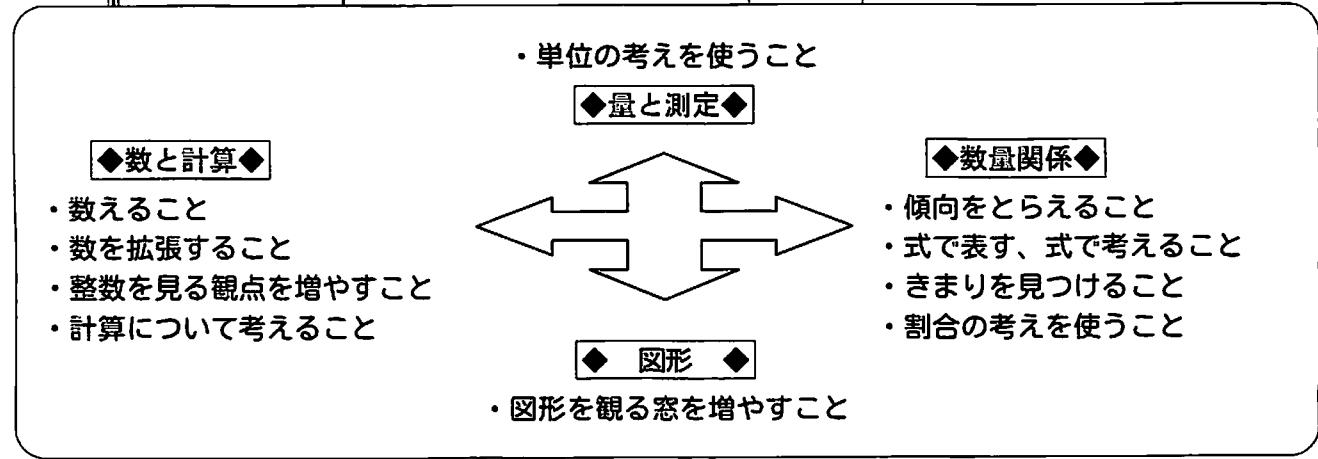 ・単位の考えを使うこと
◆量と測定◆
◆数と計算◆
・数えること
・数を拡張すること
・整数を見る観点を増やすこと
・計算について考えること
◆数量関係◆
・傾向をとらえること
・式で表す、式で考えること
・きまりを見つけること
・割合の考えを使うこと
◆ 図形 ◆
・図形を観る窓を増やすこと